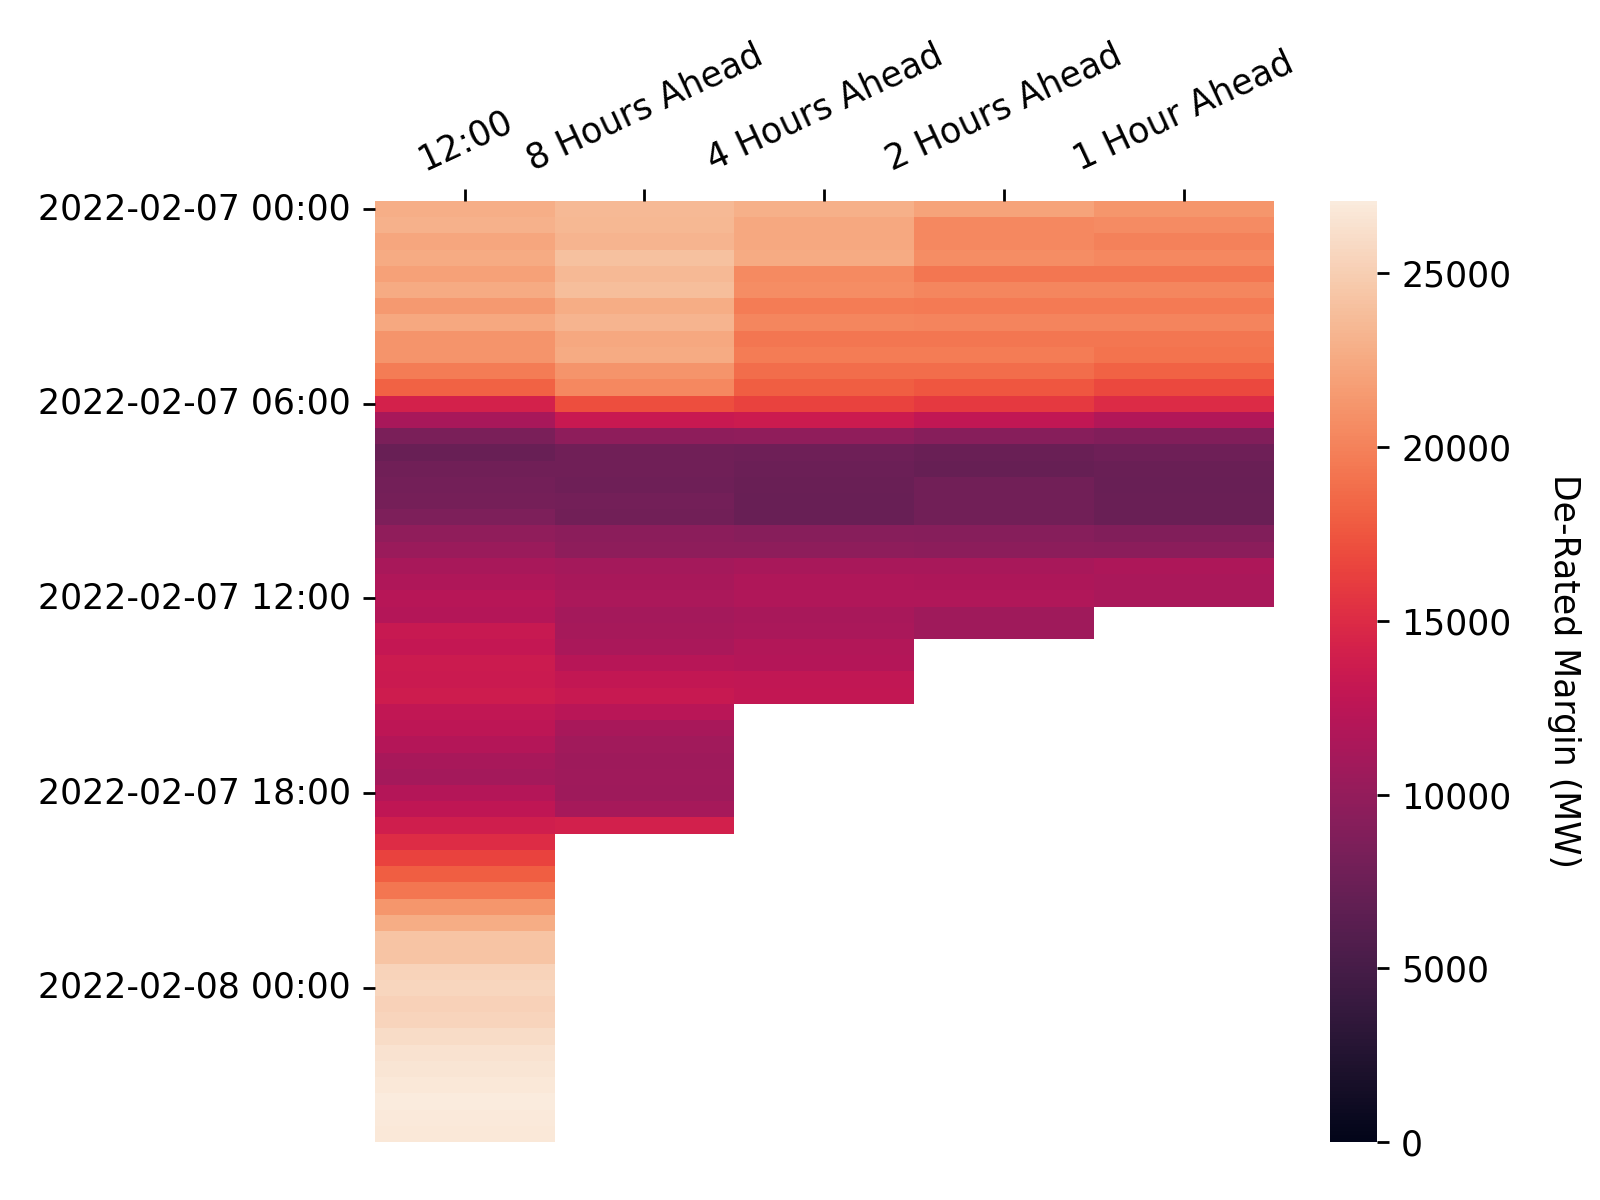 12:00
8 Hours Ahead
4 Hours Ahead
2 Hours Ahead
1 Hour Ahead
2022-02-07 00:00
2022-02-07 06:00
2022-02-07 12:00
2022-02-07 18:00
2022-02-08 00:00
25000
20000
15000
10000
5000
0
De-Rated Margin (MW)